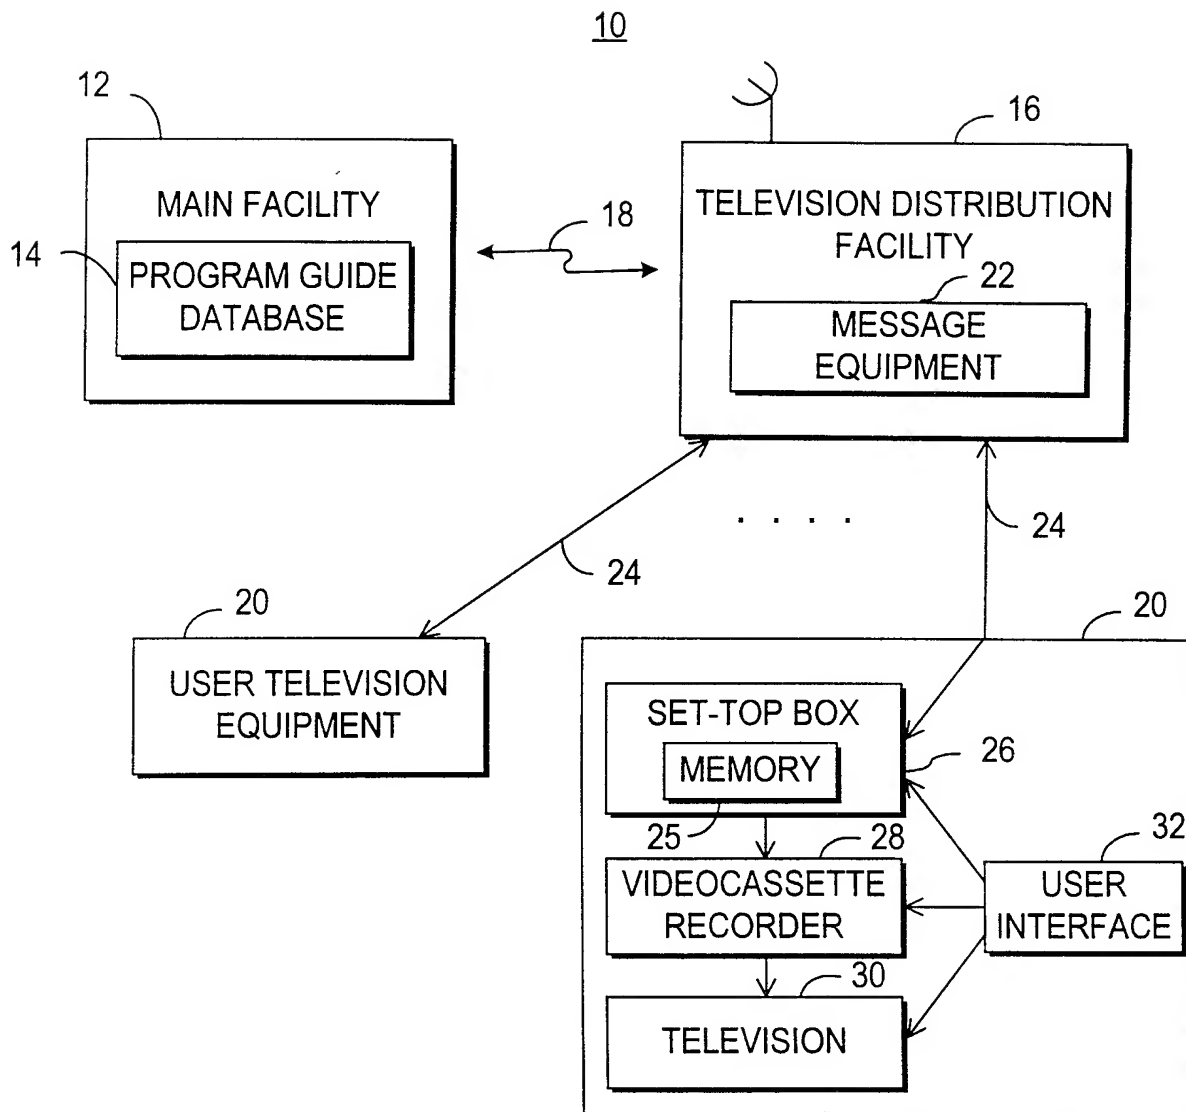 10
12
16
MAIN FACILITY
TELEVISION DISTRIBUTION
FACILITY
18
14
PROGRAM GUIDE
DATABASE
22
MESSAGE
EQUIPMENT
. . . .
24
24
20
20
USER TELEVISION
EQUIPMENT
SET-TOP BOX
MEMORY
26
25
28
32
VIDEOCASSETTE
RECORDER
USER
INTERFACE
30
TELEVISION